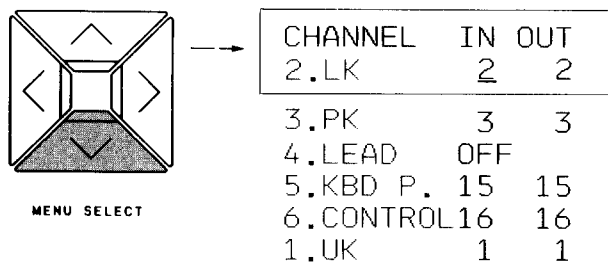 CHANNEL IN OUT
2.LK 2 2
3.PK 3 3
4.LEAD OFF
5.KBD P. 15 15
6.CONTROL16 16
1.UK 1 1
MENU SELECT